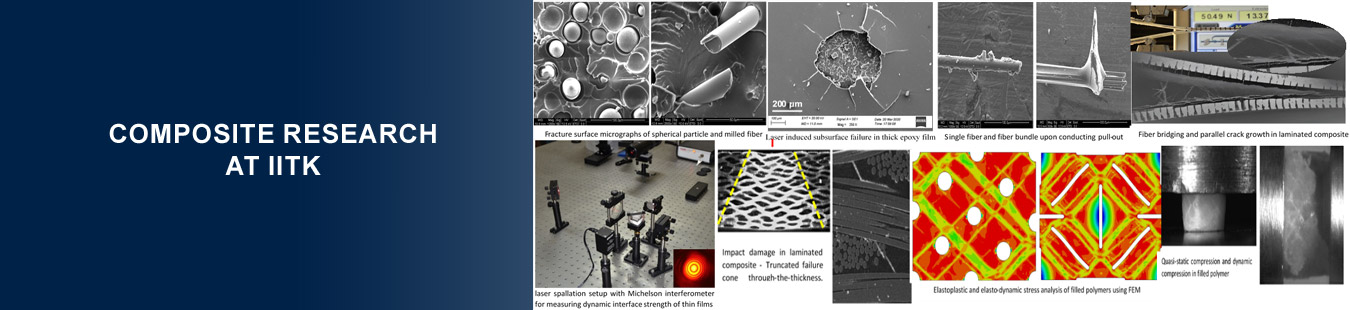 COMPOSITE RESEARCH
AT IITK
50.49 N 13.37
Fracture surface micrographs of spherical particle and milled fiber
200 µm
Laser induced subsurface failure in thick epoxy film
Single fiber and fiber bundle upon conducting pull-out
Fiber bridging and parallel crack growth in laminated composite
laser spallation setup with Michelson interferometer
for measuring dynamic interface strength of thin films
Impact damage in laminated
composite - Truncated failure
cone through-the-thickness.
Elastoplastic and elasto-dynamic stress analysis of filled polymers using FEM
Quasi-static compression and dynamic
compression in filled polymer